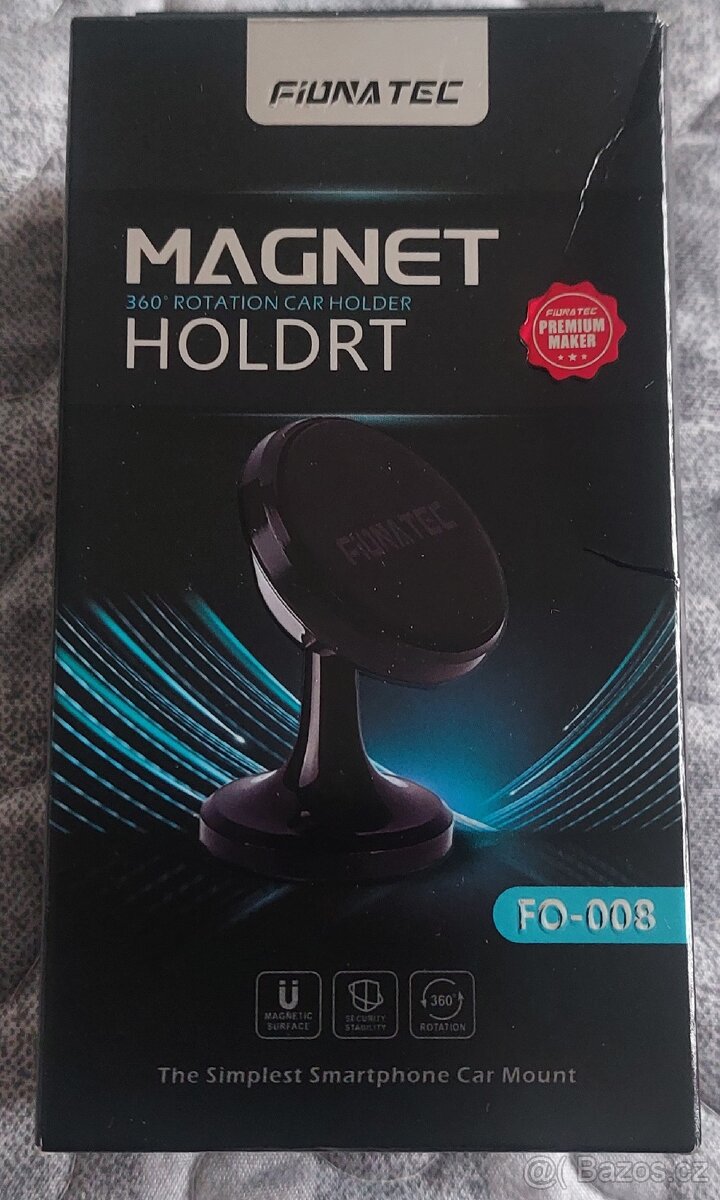 FiUNATEC
MAGNET
360° ROTATION CAR HOLDER
HOLDRT
FiUNATEC
PREMIUM
MAKER
FiUNATEC
FO-008
MAGNETIC
SURFACE
SECURITY
STABILITY
360°
ROTATION
The Simplest Smartphone Car Mount
@( Bazos.cz